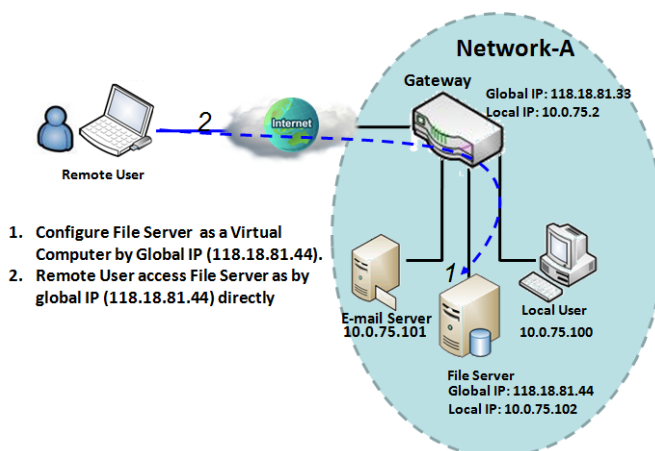 Network-A
Gateway
Global IP: 118.18.81.33
Local IP: 10.0.75.2
2
Internet
Remote User
1. Configure File Server as a Virtual
Computer by Global IP (118.18.81.44).
2. Remote User access File Server as by
global IP (118.18.81.44) directly
1
E-mail Server
10.0.75.101
Local User
10.0.75.100
File Server
Global IP: 118.18.81.44
Local IP: 10.0.75.102